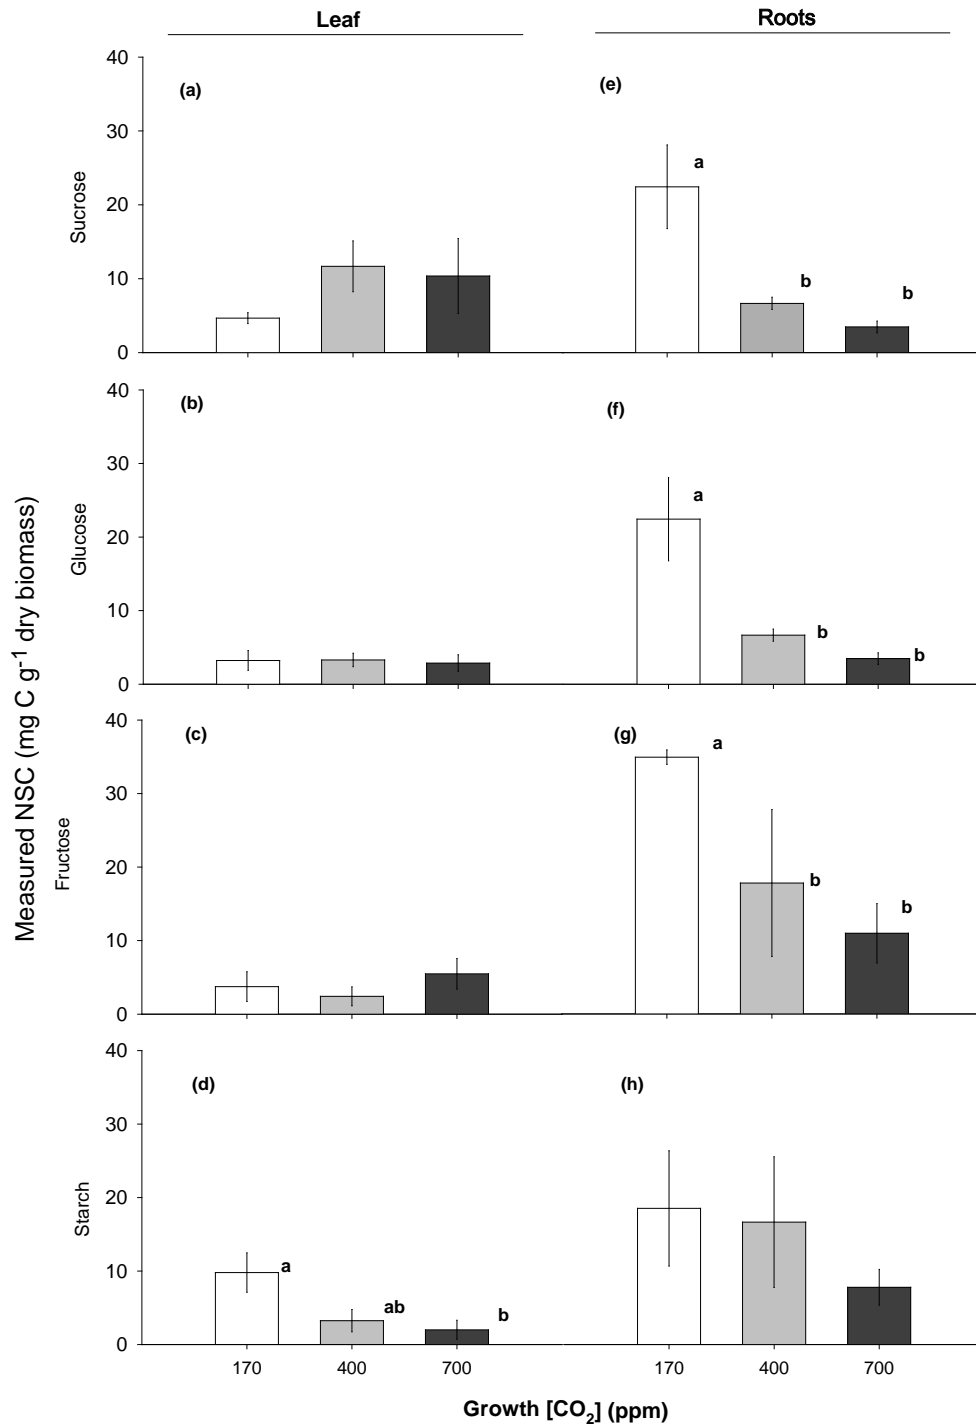 Leaf
Roots
40
30
20
10
0
Sucrose
(a)
(e)
a
b
b
40
30
20
10
0
Glucose
(b)
(f)
a
b
b
40
30
20
10
0
Fructose
(c)
(g)
a
b
b
40
30
20
10
0
Starch
(d)
a
ab
b
(h)
Measured NSC (mg C g⁻¹ dry biomass)
170
400
700
170
400
700
Growth [CO₂] (ppm)